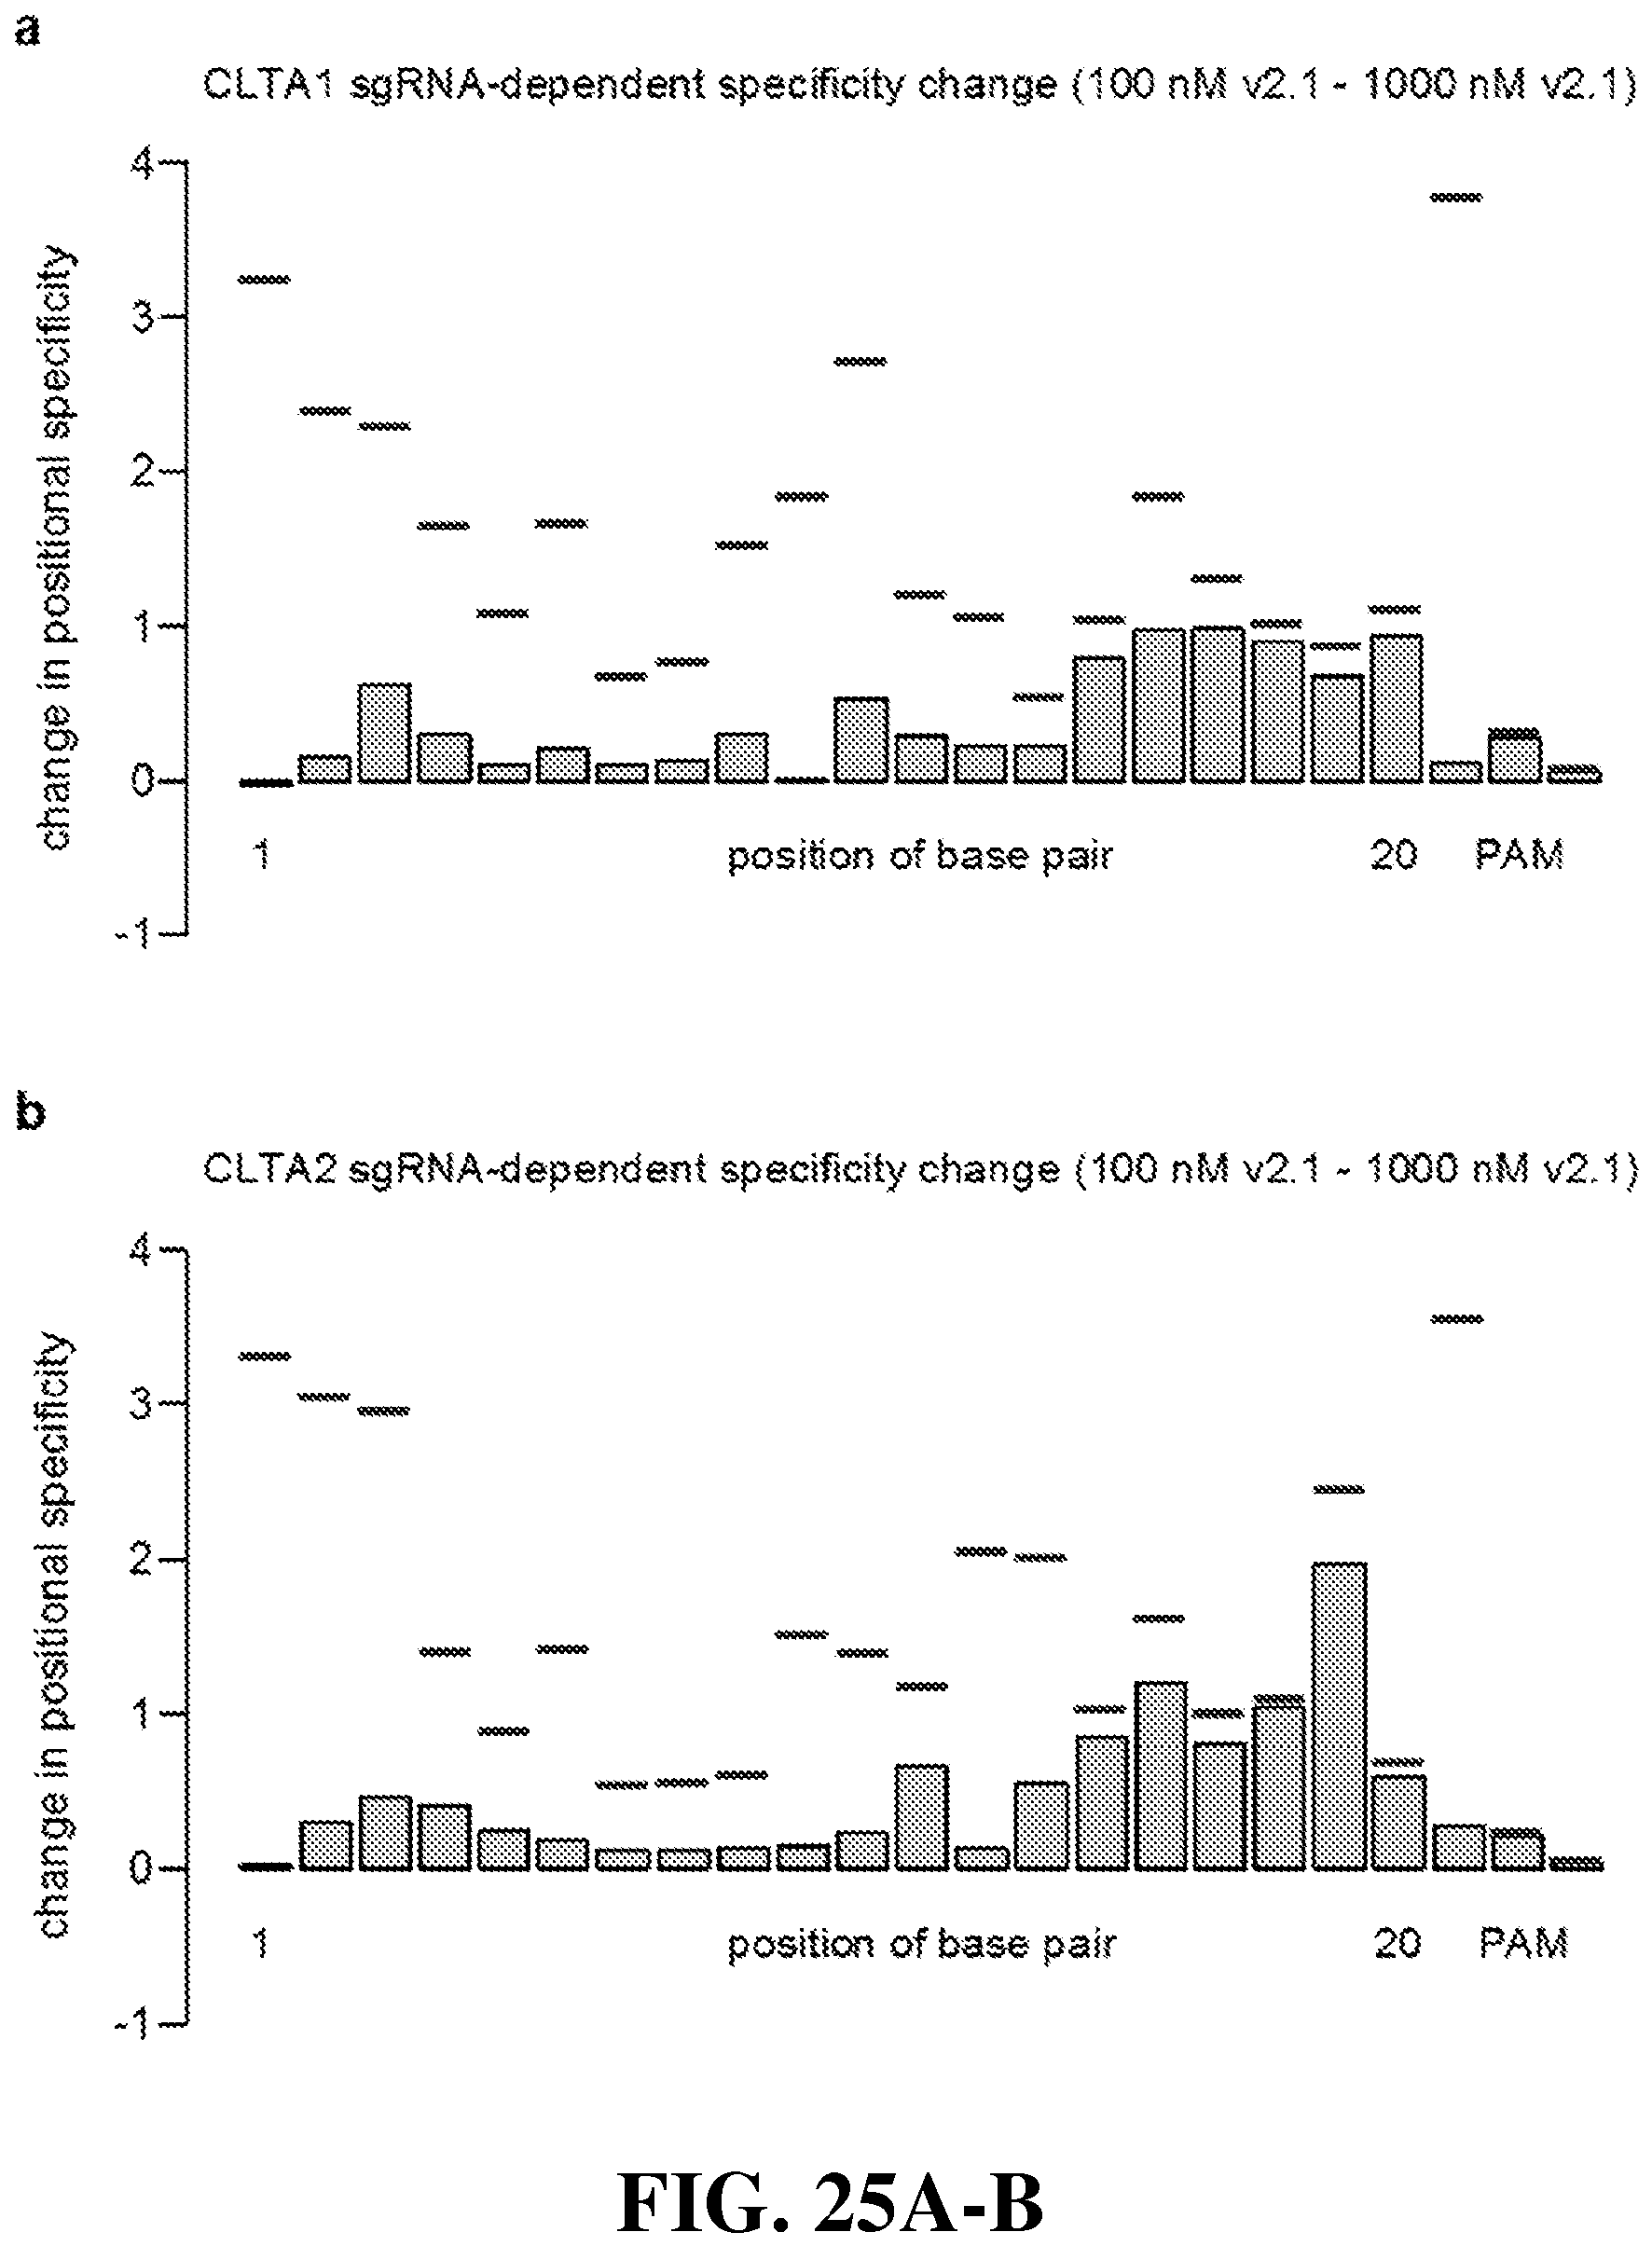 a
CLTA1 sgRNA-dependent specificity change (100 nM v2.1 - 1000 nM v2.1)
change in positional specificity
4
3
2
1
0
-1
1
position of base pair
20
PAM
b
CLTA2 sgRNA-dependent specificity change (100 nM v2.1 - 1000 nM v2.1)
change in positional specificity
4
3
2
1
0
-1
1
position of base pair
20
PAM
FIG. 25A-B